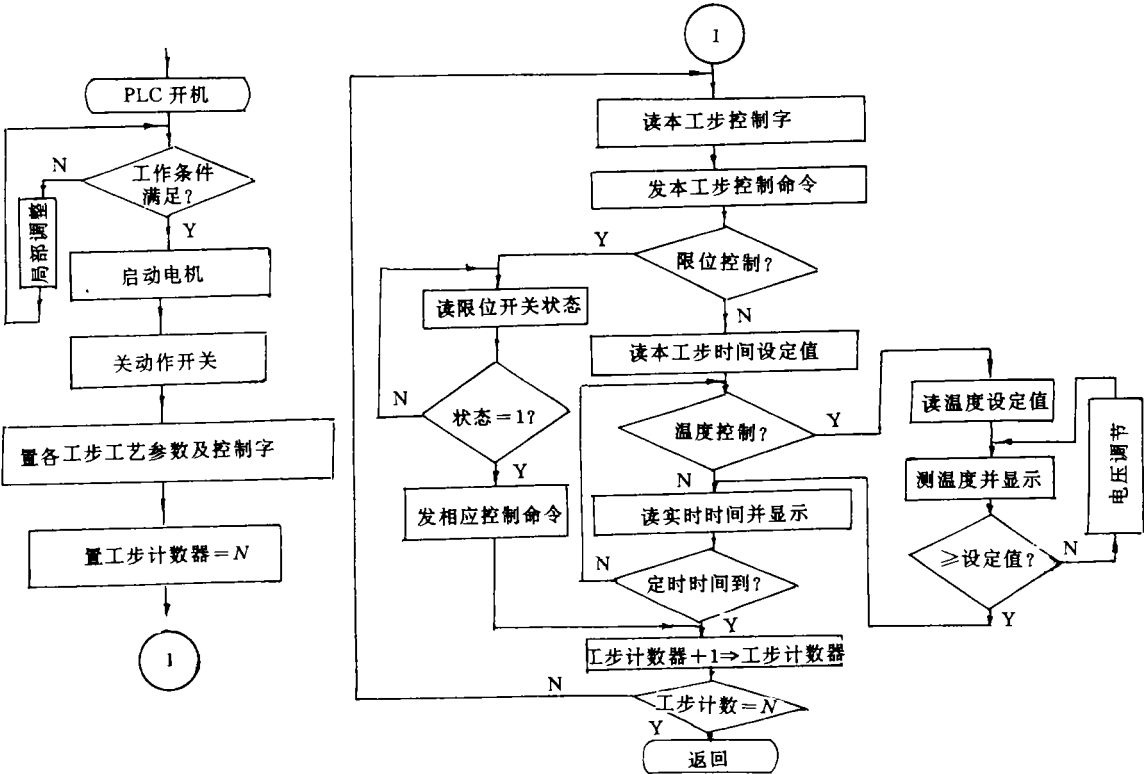 PLC 开机
工作条件
满足?
N
Y
局部调整
启动电机
关动作开关
置各工步工艺参数及控制字
置工步计数器=N
1
1
读本工步控制字
发本工步控制命令
限位控制?
Y
N
读限位开关状态
状态=1?
N
Y
发相应控制命令
读本工步时间设定值
温度控制?
Y
N
读温度设定值
测温度并显示
≥设定值?
N
Y
电压调节
读实时时间并显示
定时时间到?
N
Y
工步计数器+1⇒工步计数器
工步计数=N
N
Y
返回